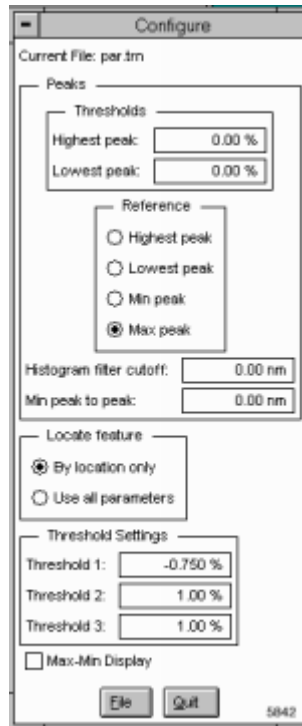 Configure
Current File: par.trn
Peaks
Thresholds
Highest peak: 0.00 %
Lowest peak: 0.00 %
Reference
Highest peak
Lowest peak
Min peak
Max peak
Histogram filter cutoff: 0.00 nm
Min peak to peak: 0.00 nm
Locate feature
By location only
Use all parameters
Threshold Settings
Threshold 1: -0.750 %
Threshold 2: 1.00 %
Threshold 3: 1.00 %
Max-Min Display
File Quit
5842